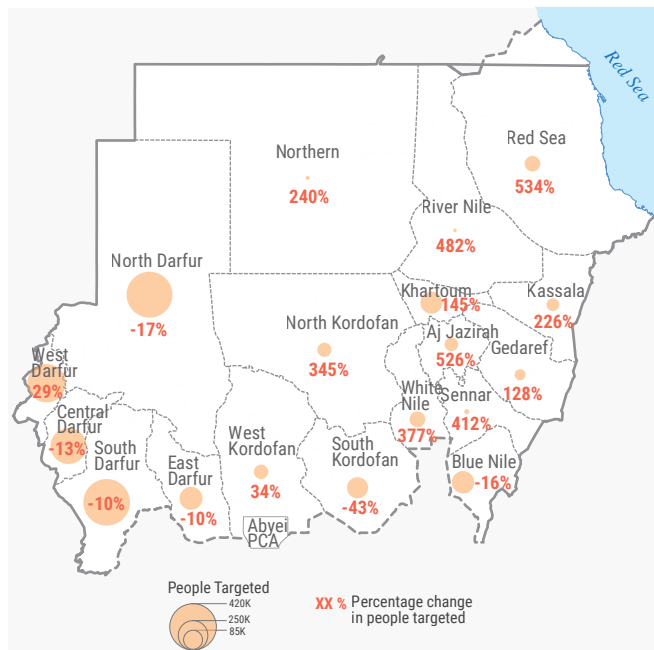 Red Sea
Red Sea
534%
Northern
240%
River Nile
482%
North Darfur
-17%
Khartoum
145%
Kassala
226%
North Kordofan
345%
Aj Jazirah
526%
Gedaref
128%
West
Darfur
29%
White
Nile
377%
Sennar
412%
Central
Darfur
-13%
South
Darfur
-10%
East
Darfur
-10%
West
Kordofan
34%
South
Kordofan
-43%
Blue Nile
-16%
Abyei
PCA
People Targeted
420K
250K
85K
XX % Percentage change
in people targeted